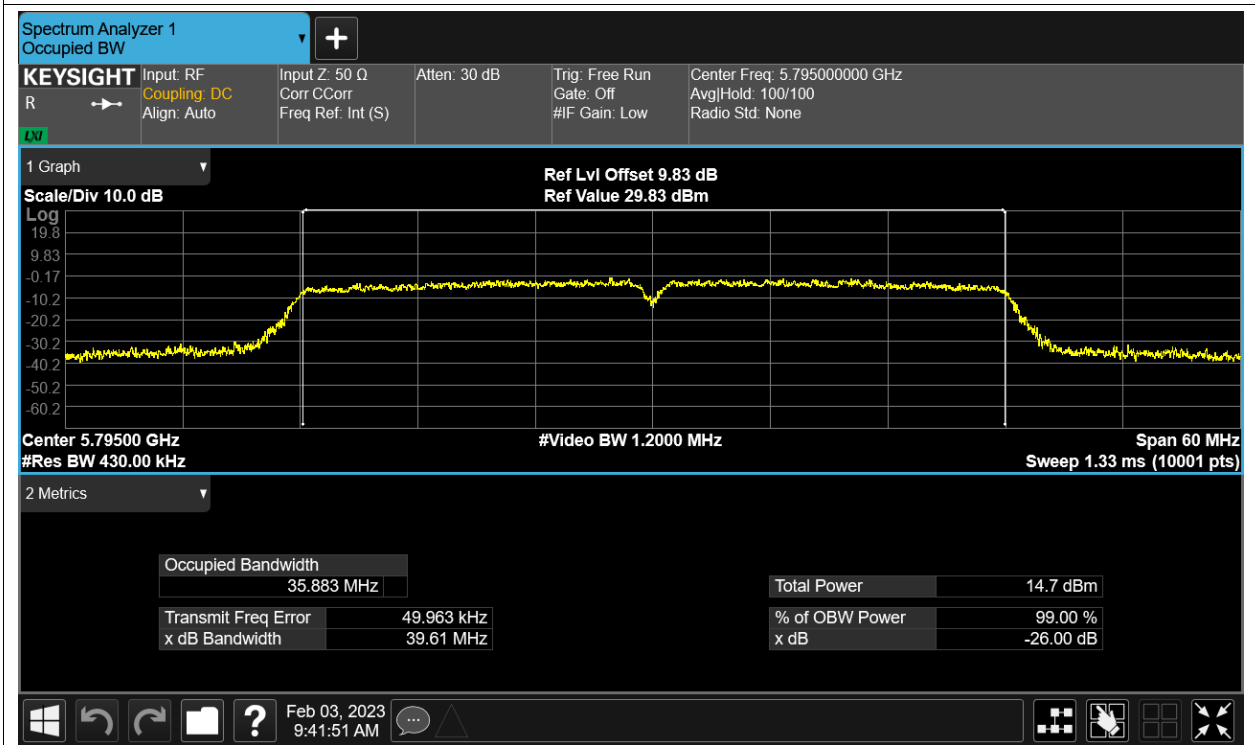 Spectrum Analyzer 1
Occupied BW
KEYSIGHT
R
LXI
Input: RF
Coupling: DC
Align: Auto
Input Z: 50 Ω
Corr CCorr
Freq Ref: Int (S)
Atten: 30 dB
Trig: Free Run
Gate: Off
#IF Gain: Low
Center Freq: 5.795000000 GHz
Avg|Hold: 100/100
Radio Std: None
1 Graph
Scale/Div 10.0 dB
Ref Lvl Offset 9.83 dB
Ref Value 29.83 dBm
Log
19.8
9.83
-0.17
-10.2
-20.2
-30.2
-40.2
-50.2
-60.2
Center 5.79500 GHz
#Video BW 1.2000 MHz
Span 60 MHz
#Res BW 430.00 kHz
Sweep 1.33 ms (10001 pts)
2 Metrics
Occupied Bandwidth
35.883 MHz
Total Power 14.7 dBm
Transmit Freq Error 49.963 kHz
% of OBW Power 99.00 %
x dB Bandwidth 39.61 MHz
x dB -26.00 dB
?
Feb 03, 2023
9:41:51 AM